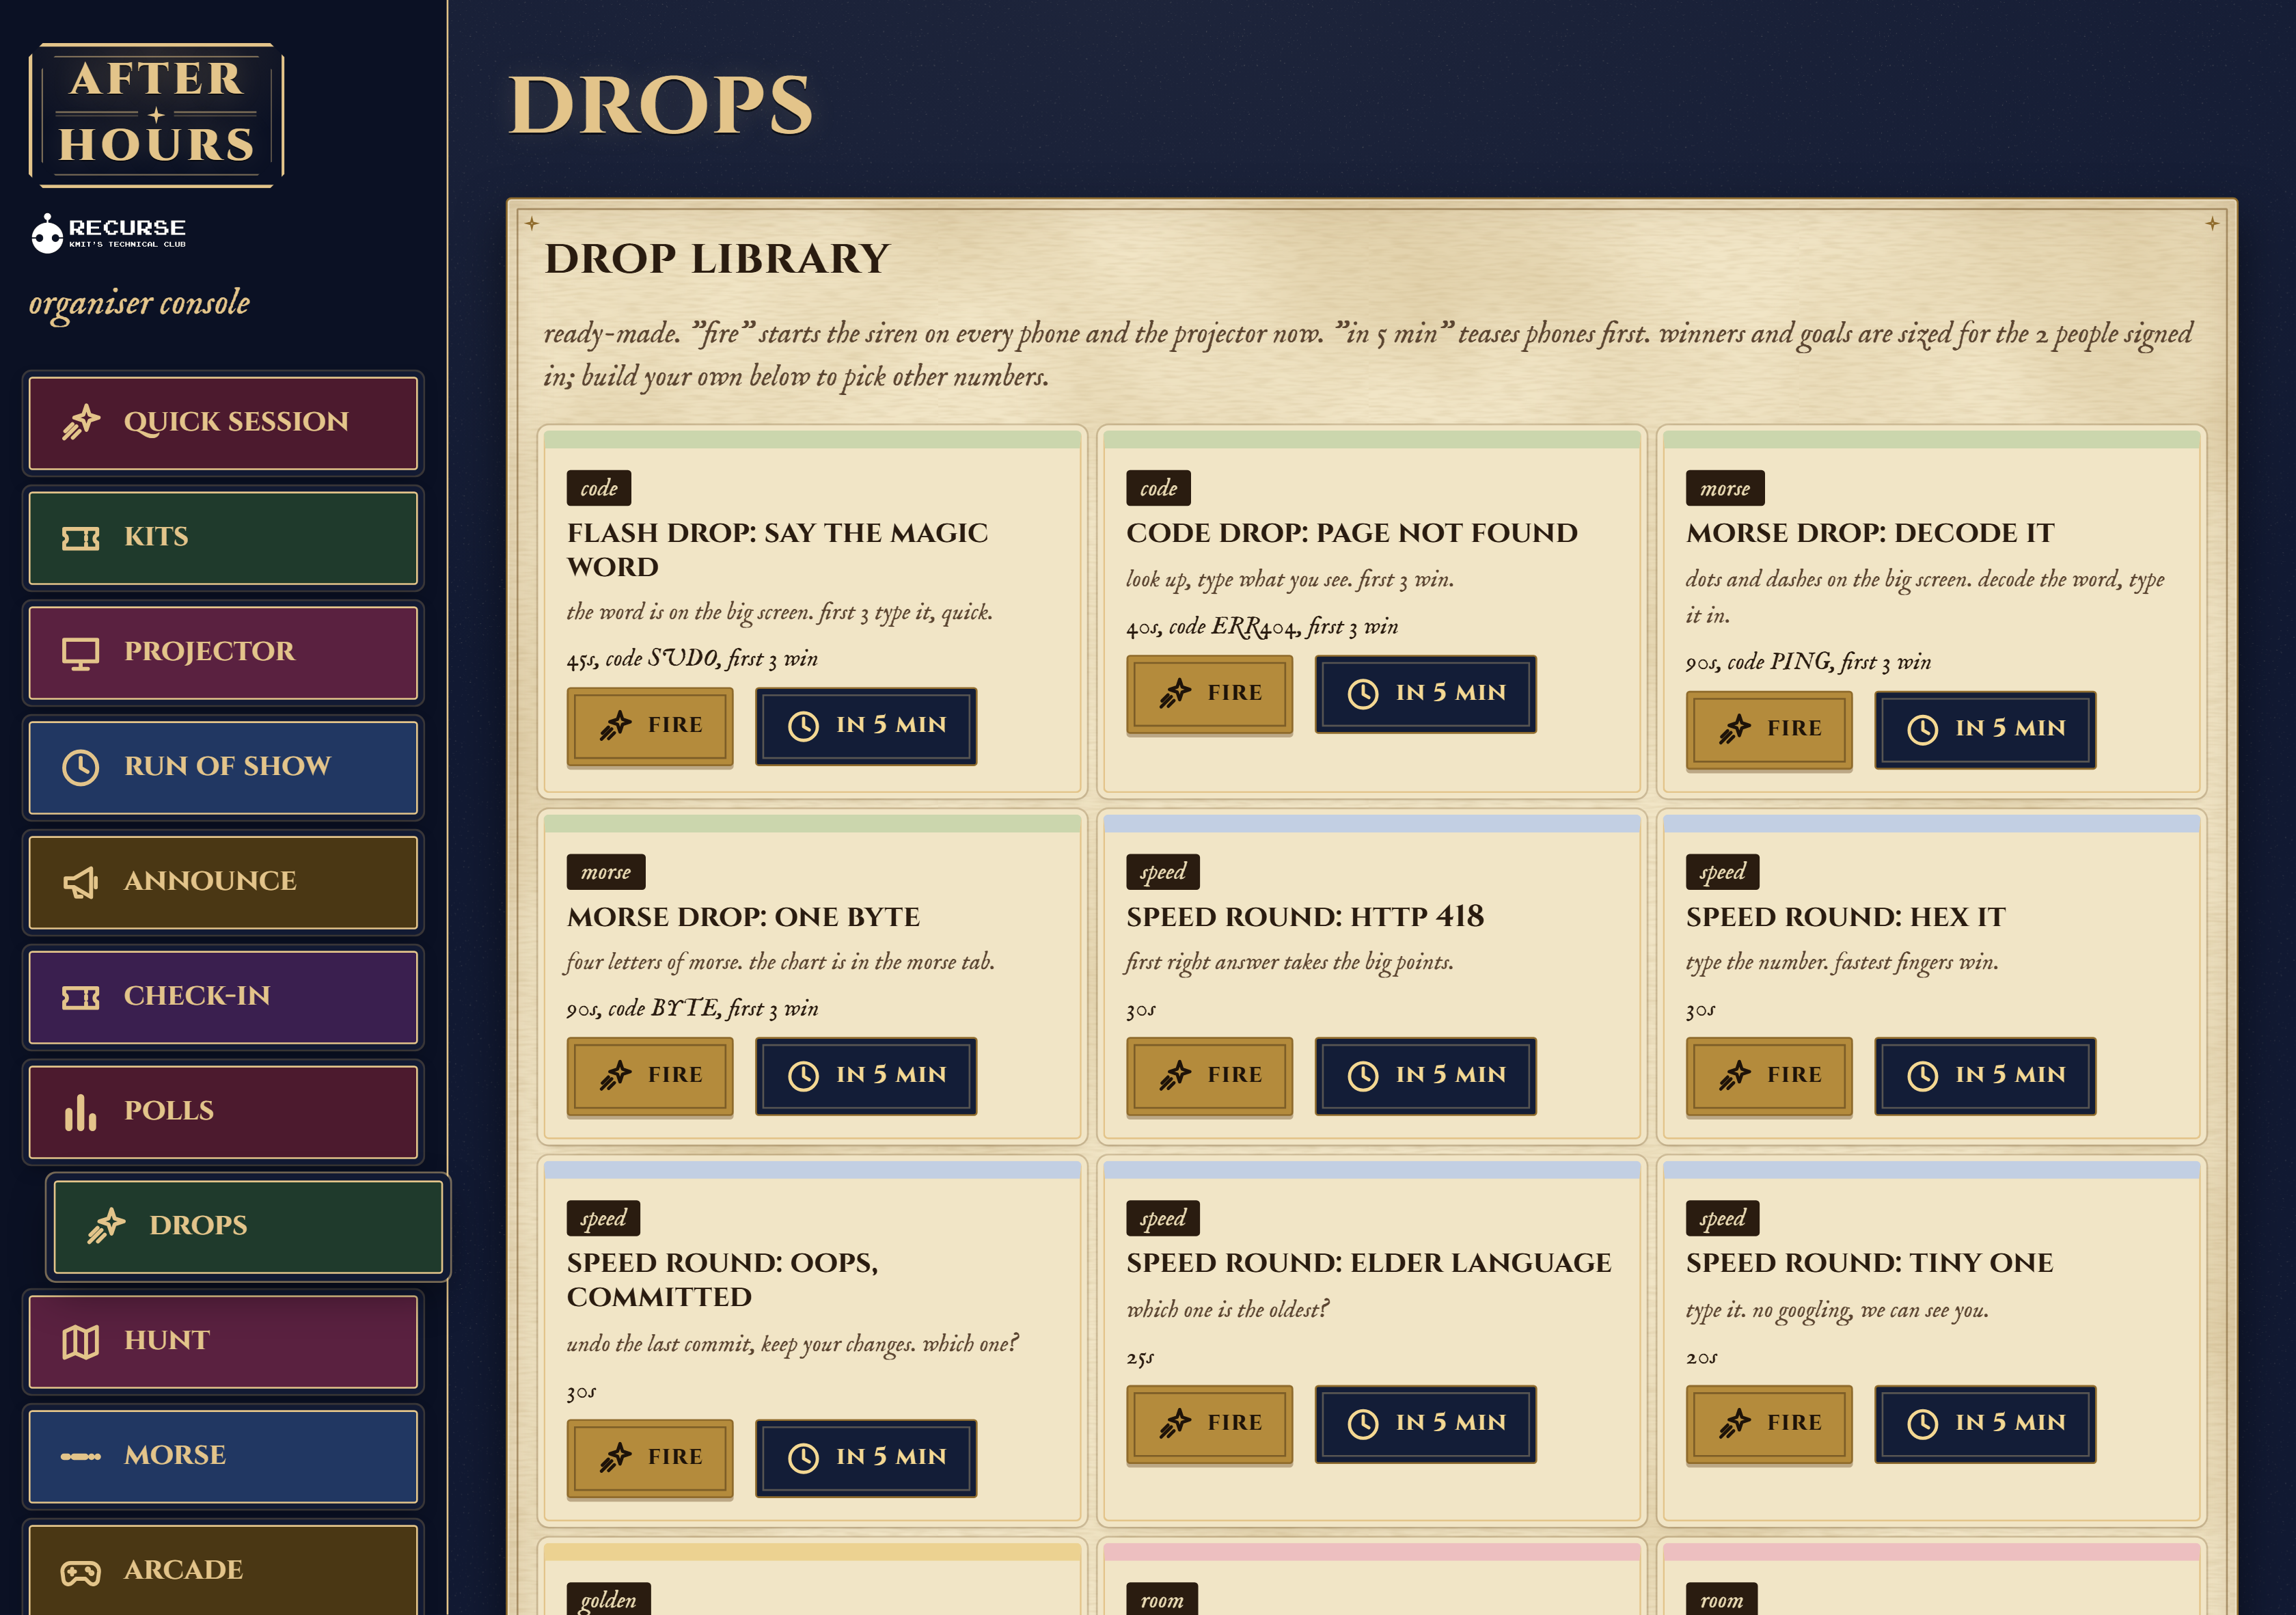 AFTER
HOURS
RECURSE
KMIT'S TECHNICAL CLUB
organiser console
QUICK SESSION
KITS
PROJECTOR
RUN OF SHOW
ANNOUNCE
CHECK-IN
POLLS
DROPS
HUNT
MORSE
ARCADE
DROPS
DROP LIBRARY
ready-made. "fire" starts the siren on every phone and the projector now. "in 5 min" teases phones first. winners and goals are sized for the 2 people signed
in; build your own below to pick other numbers.
code
FLASH DROP: SAY THE MAGIC
WORD
the word is on the big screen. first 3 type it, quick.
45s, code SUDO, first 3 win
FIRE
IN 5 MIN
code
CODE DROP: PAGE NOT FOUND
look up, type what you see. first 3 win.
40s, code ERR404, first 3 win
FIRE
IN 5 MIN
morse
MORSE DROP: DECODE IT
dots and dashes on the big screen. decode the word, type
it in.
90s, code PING, first 3 win
FIRE
IN 5 MIN
morse
MORSE DROP: ONE BYTE
four letters of morse. the chart is in the morse tab.
90s, code BYTE, first 3 win
FIRE
IN 5 MIN
speed
SPEED ROUND: HTTP 418
first right answer takes the big points.
30s
FIRE
IN 5 MIN
speed
SPEED ROUND: HEX IT
type the number. fastest fingers win.
30s
FIRE
IN 5 MIN
speed
SPEED ROUND: OOPS,
COMMITTED
undo the last commit, keep your changes. which one?
30s
FIRE
IN 5 MIN
speed
SPEED ROUND: ELDER LANGUAGE
which one is the oldest?
25s
FIRE
IN 5 MIN
speed
SPEED ROUND: TINY ONE
type it. no googling, we can see you.
20s
FIRE
IN 5 MIN
golden
room
room